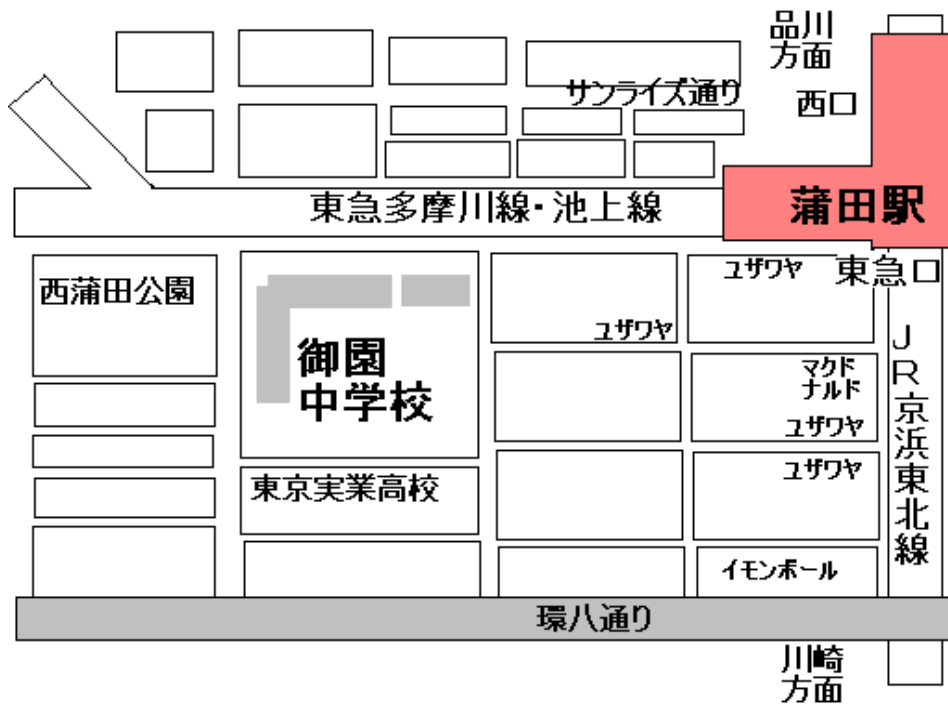 品川
方面
サンライズ通り
西口
東急多摩川線・池上線
蒲田駅
ユザワヤ
東急口
西蒲田公園
ユザワヤ
御園
中学校
JR京浜東北線
マクド
ナルド
ユザワヤ
東京実業高校
ユザワヤ
イモンボール
環八通り
川崎
方面